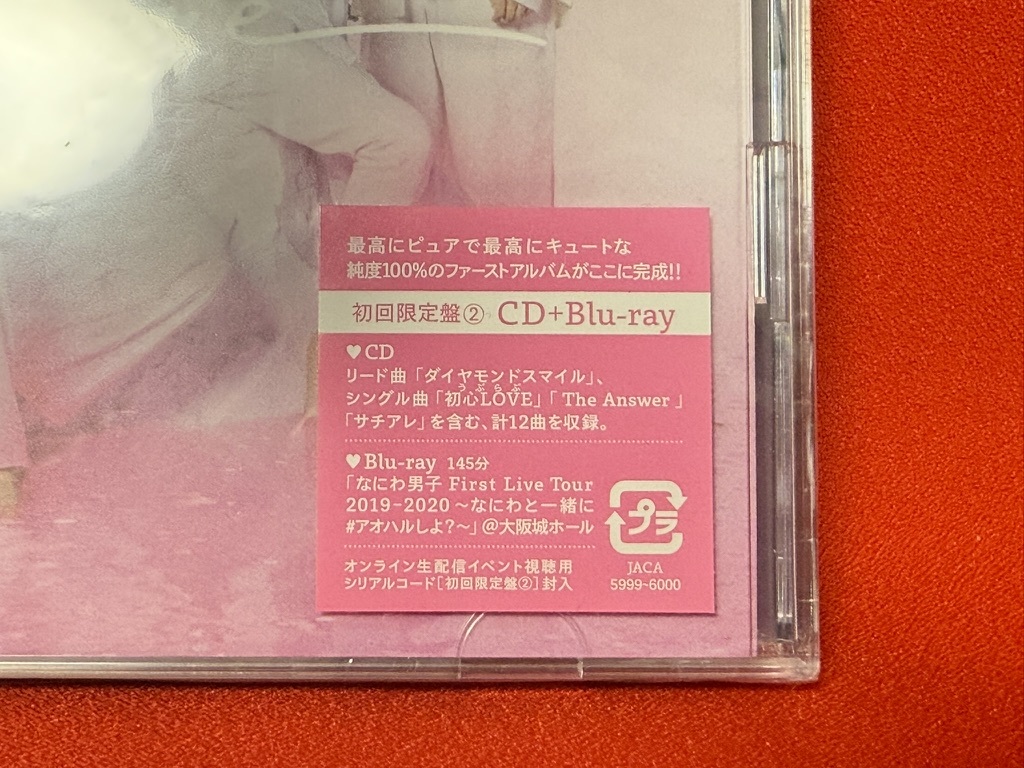 最高にピュアで最高にキュートな
純度100%のファーストアルバムがここに完成!!
初回限定盤② CD+Blu-ray
♥CD
リード曲「ダイヤモンドスマイル」、
うぶらぶ
シングル曲「初心LOVE」「The Answer」
「サチアレ」を含む、計12曲を収録。
♥Blu-ray 145分
「なにわ男子 First Live Tour
2019-2020 ～なにわと一緒に
#アオハルしよ?～」@大阪城ホール
オンライン生配信イベント視聴用
シリアルコード[初回限定盤②]封入
プラ
JACA
5999~6000